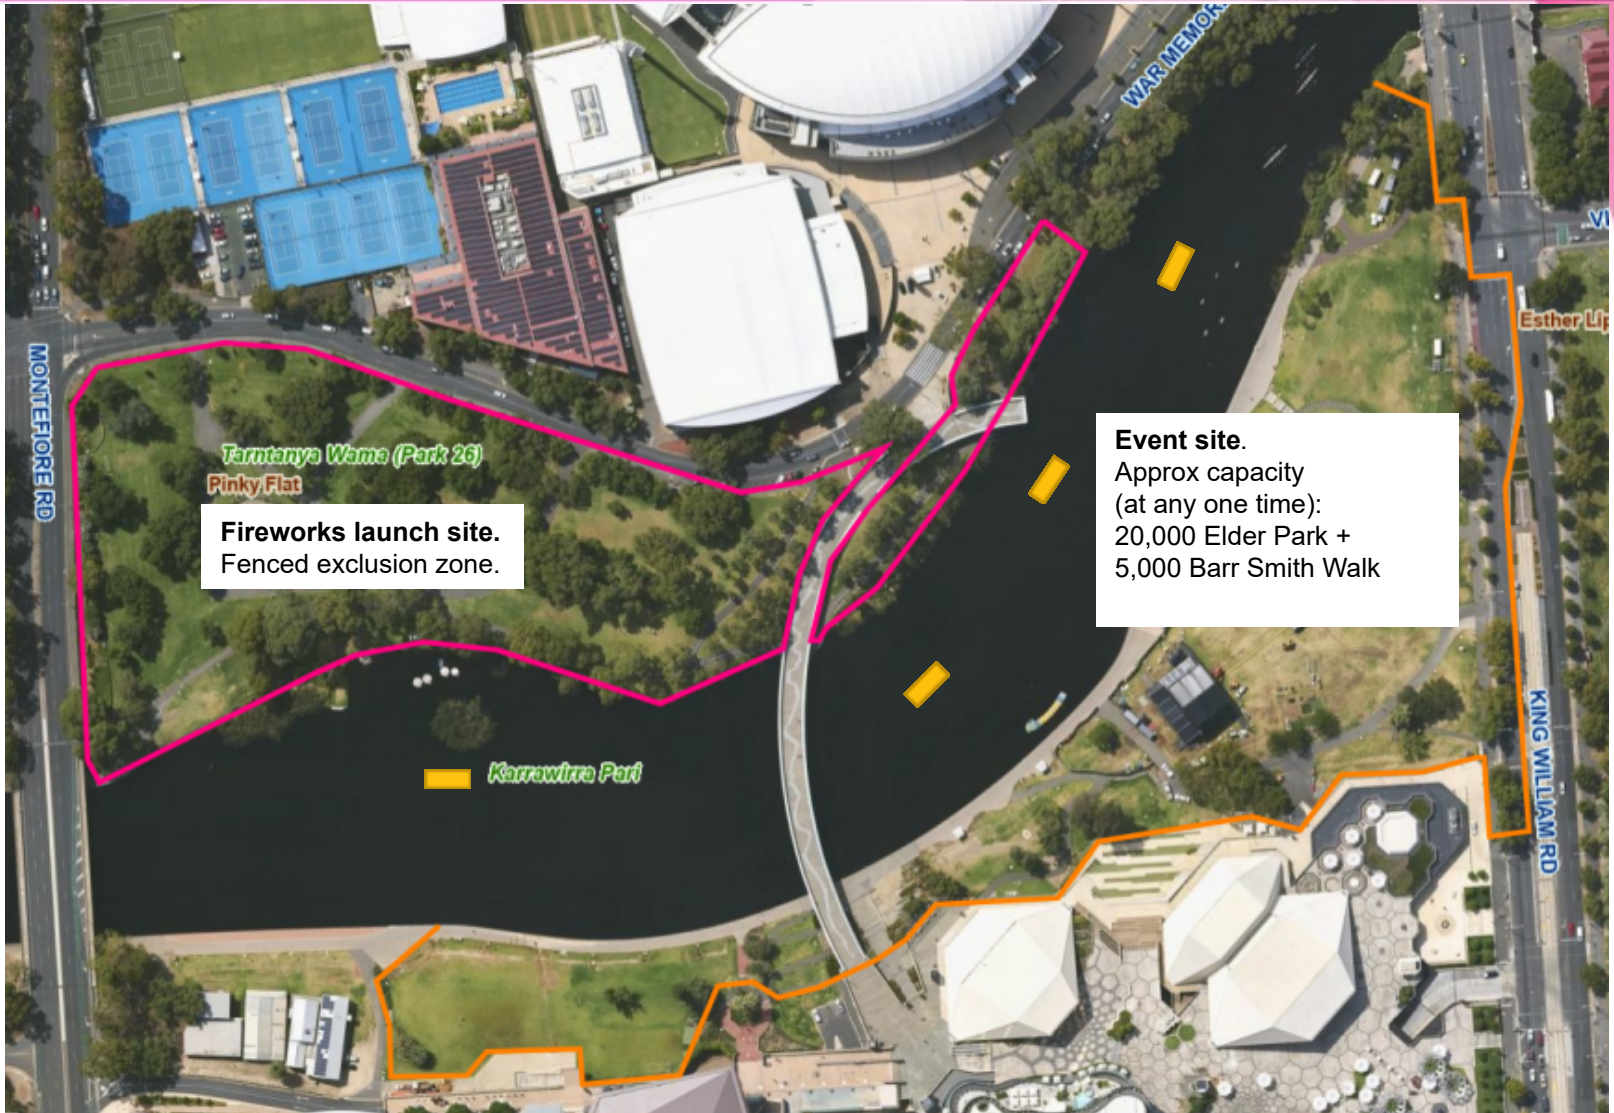 WAR MEMOR
VI
Esther Lip
MONTEFIORE RD
Tarntanya Wama (Park 26)
Pinky Flat
Fireworks launch site.
Fenced exclusion zone.
Event site.
Approx capacity
(at any one time):
20,000 Elder Park +
5,000 Barr Smith Walk
Karrawirra Pari
KING WILLIAM RD